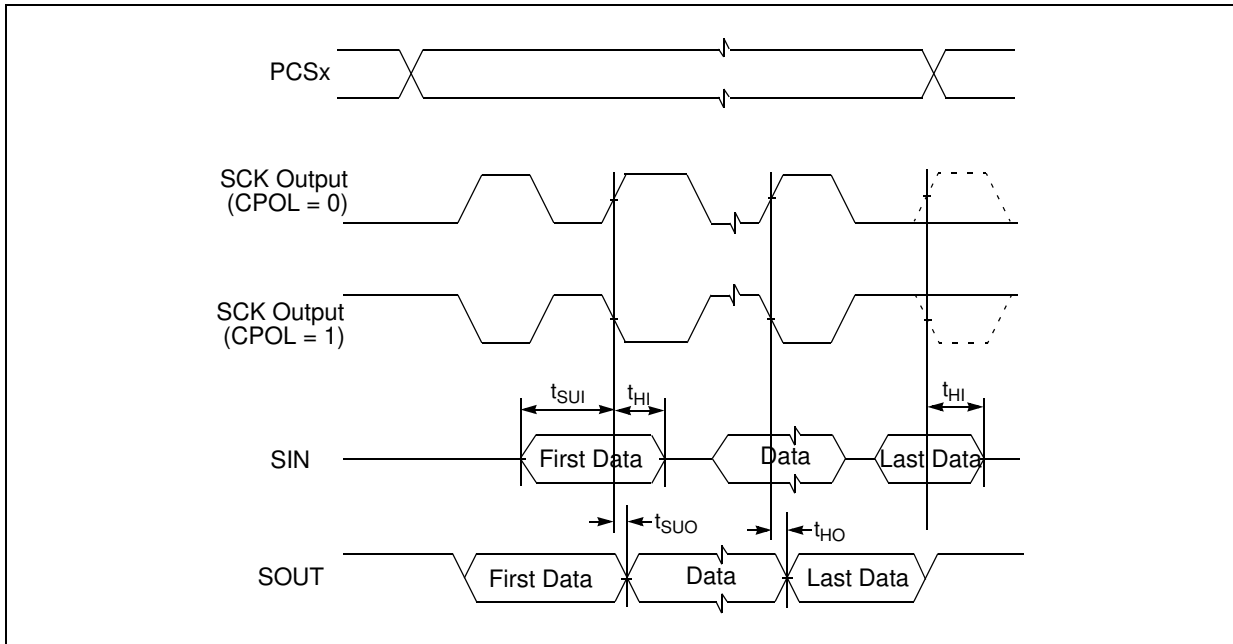 PCSx
SCK Output
(CPOL = 0)
SCK Output
(CPOL = 1)
tSUI
tHI
tHI
SIN
First Data
Data
Last Data
tSUO
tHO
SOUT
First Data
Data
Last Data